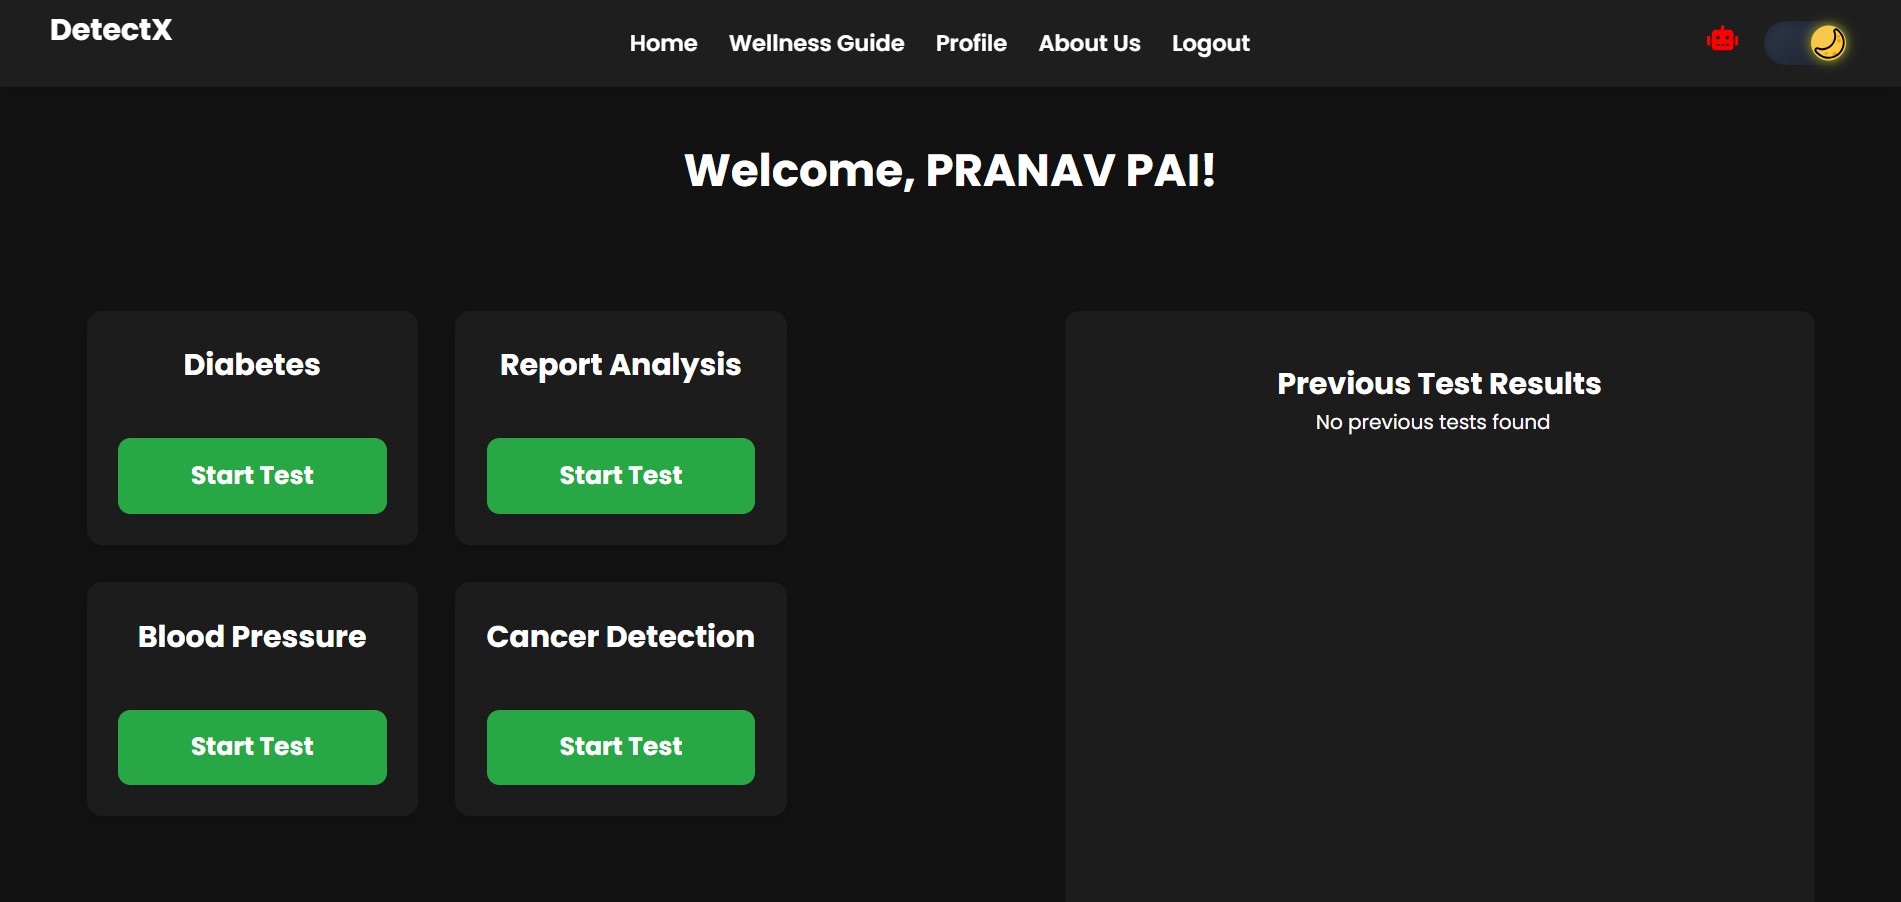 DetectX
Home Wellness Guide Profile About Us Logout
Welcome, PRANAV PAI!
Diabetes
Start Test
Report Analysis
Start Test
Blood Pressure
Start Test
Cancer Detection
Start Test
Previous Test Results
No previous tests found